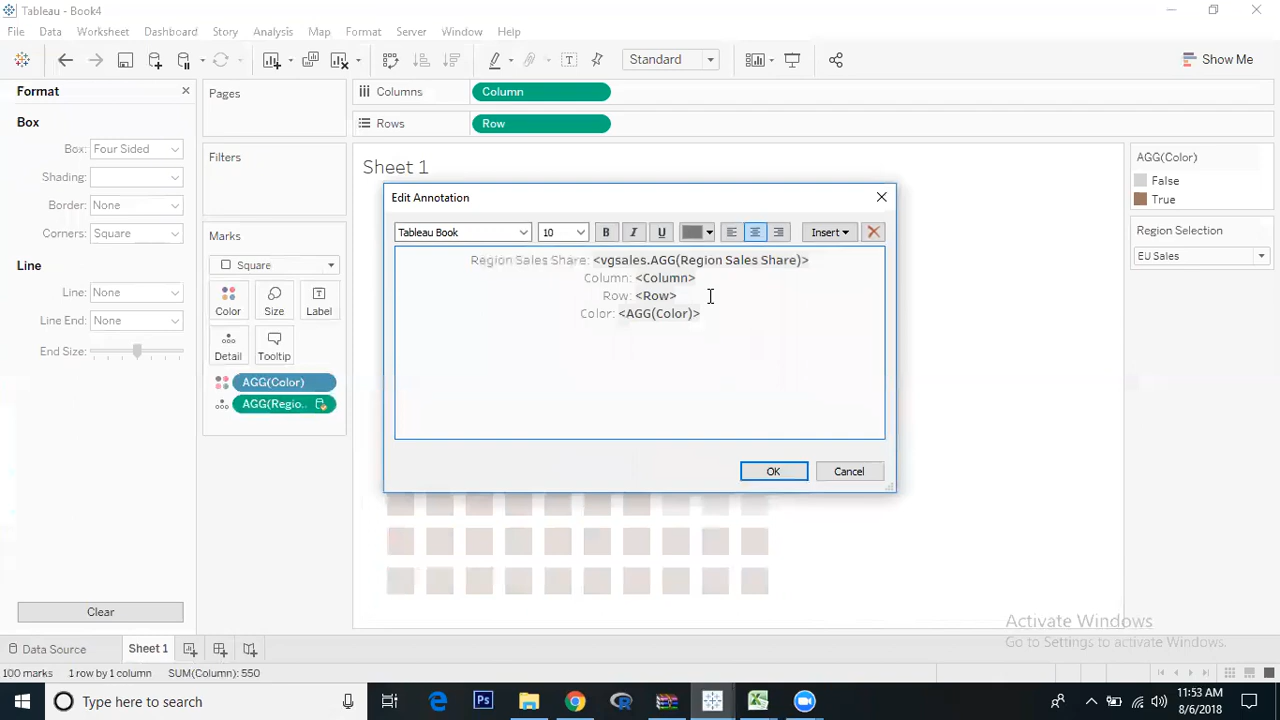 Tableau - Book4
File Data Worksheet Dashboard Story Analysis Map Format Server Window Help
Standard
Show Me
Format
Box
Box: Four Sided
Shading:
Border: None
Corners: Square
Line
Line: None
Line End: None
End Size:
Clear
Pages
Filters
Marks
Square
Color Size Label
Detail Tooltip
AGG(Color)
AGG(Regio..
Columns Column
Rows Row
Sheet 1
Edit Annotation
Tableau Book 10 B I U Insert
Region Sales Share: <vgsales.AGG(Region Sales Share)>
Column: <Column>
Row: <Row>
Color: <AGG(Color)>
OK Cancel
AGG(Color)
False
True
Region Selection
EU Sales
Activate Windows
Go to Settings to activate Windows.
Data Source Sheet 1
100 marks 1 row by 1 column SUM(Column): 550
Type here to search
Ps
R
11:53 AM
8/6/2018